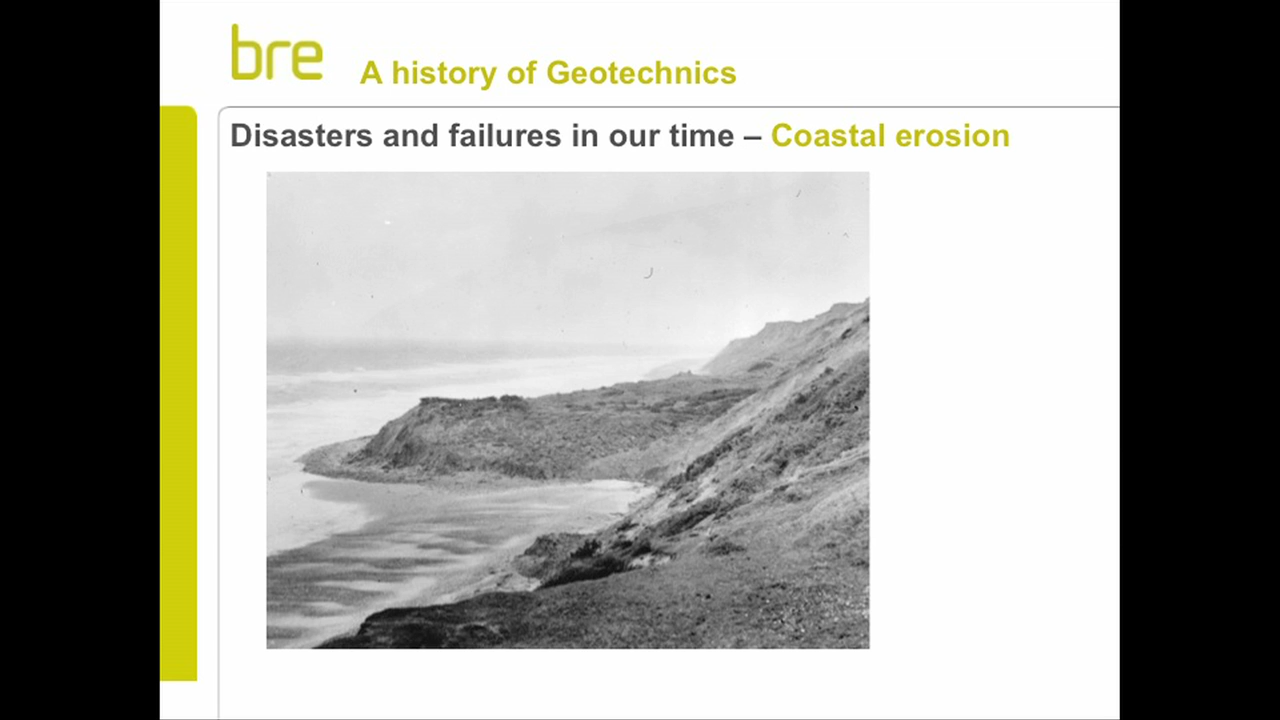 bre
A history of Geotechnics
Disasters and failures in our time – Coastal erosion